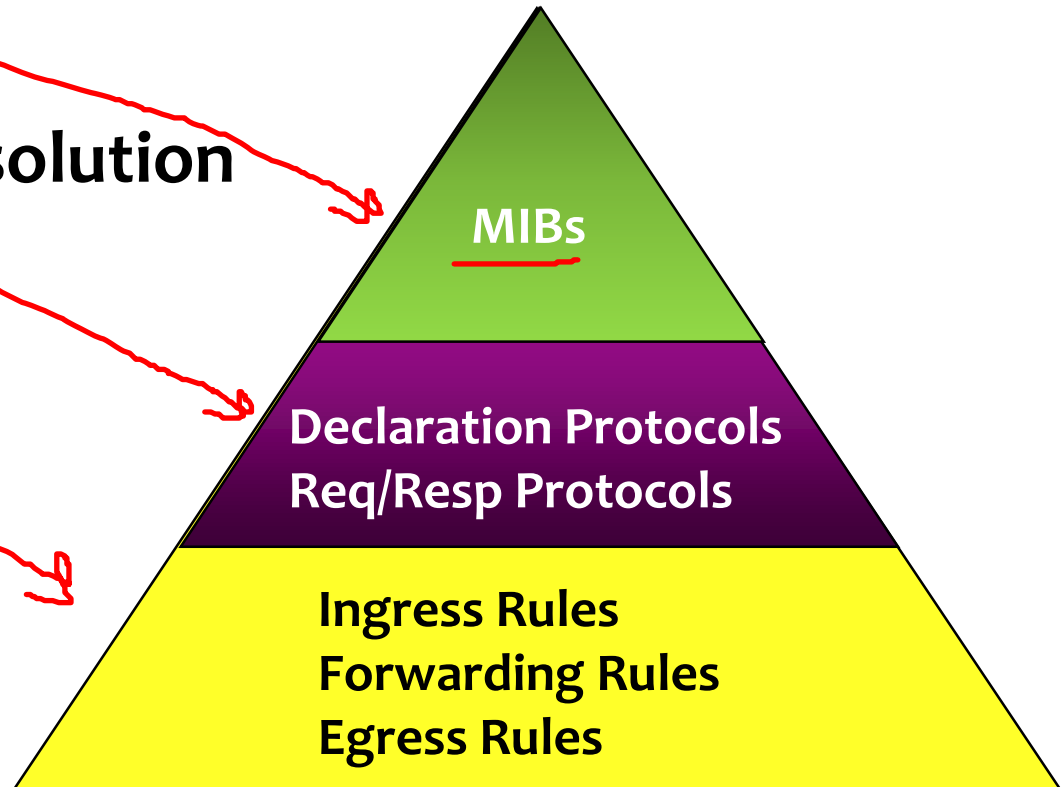 solution
MIBs
Declaration Protocols
Req/Resp Protocols
Ingress Rules
Forwarding Rules
Egress Rules